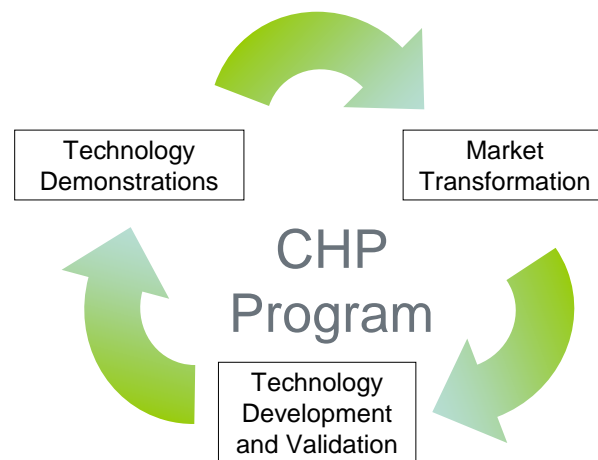 Technology
Demonstrations
Market
Transformation
CHP
Program
Technology
Development
and Validation